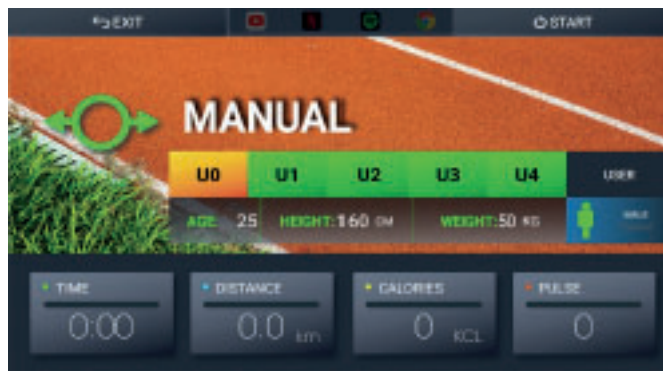 EXIT START
MANUAL
U0 U1 U2 U3 U4 USER
AGE: 25 HEIGHT:160 CM WEIGHT:50 KG MALE
TIME DISTANCE CALORIES PULSE
0:00 0.0 km 0 KCL 0